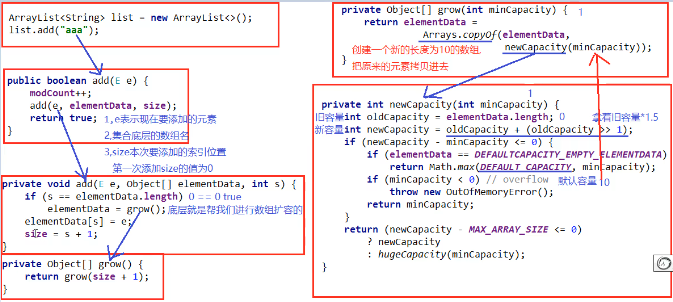 ArrayList<String> list = new ArrayList<>();
list.add("aaa");
public boolean add(E e) {
modCount++;
add(e, elementData, size);
return true; 1,e表示现在要添加的元素
}
2,集合底层的数组名
3,size本次要添加的索引位置
第一次添加size的值为0
private void add(E e, Object[] elementData, int s) {
if (s == elementData.length) 0 == 0 true
elementData = grow(); 底层就是帮我们进行数组扩容的
elementData[s] = e;
size = s + 1;
}
private Object[] grow() {
return grow(size + 1);
}
private Object[] grow(int minCapacity) { 1
return elementData =
Arrays.copyOf(elementData,
创建一个新的长度为10的数组, newCapacity(minCapacity));
} 把原来的元素拷贝进去
1
private int newCapacity(int minCapacity) {
旧容量int oldCapacity = elementData.length; 0 拿看旧容量*1.5
新容量int newCapacity = oldCapacity + (oldCapacity >> 1);
if (newCapacity - minCapacity <= 0) {
if (elementData == DEFAULTCAPACITY_EMPTY_ELEMENTDATA)
return Math.max(DEFAULT_CAPACITY, minCapacity);
if (minCapacity < 0) // overflow 默认容量10
throw new OutOfMemoryError();
return minCapacity;
}
return (newCapacity - MAX_ARRAY_SIZE <= 0)
? newCapacity
: hugeCapacity(minCapacity);
}